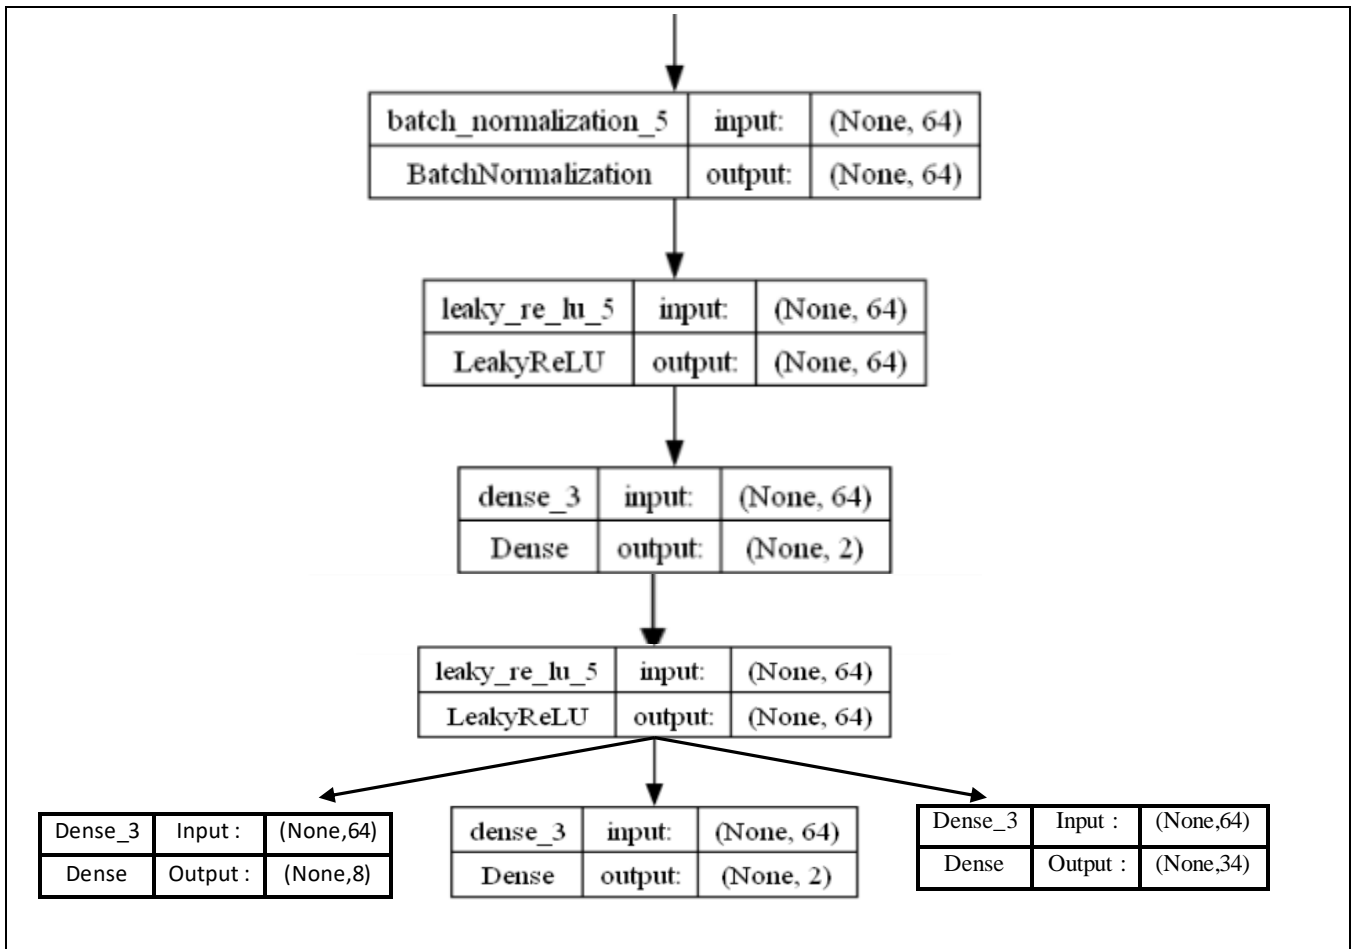 batch_normalization_5 input: (None, 64)
BatchNormalization output: (None, 64)
leaky_re_lu_5 input: (None, 64)
LeakyReLU output: (None, 64)
dense_3 input: (None, 64)
Dense output: (None, 2)
leaky_re_lu_5 input: (None, 64)
LeakyReLU output: (None, 64)
Dense_3 Input : (None,64)
Dense Output : (None,8)
dense_3 input: (None, 64)
Dense output: (None, 2)
Dense_3 Input : (None,64)
Dense Output : (None,34)